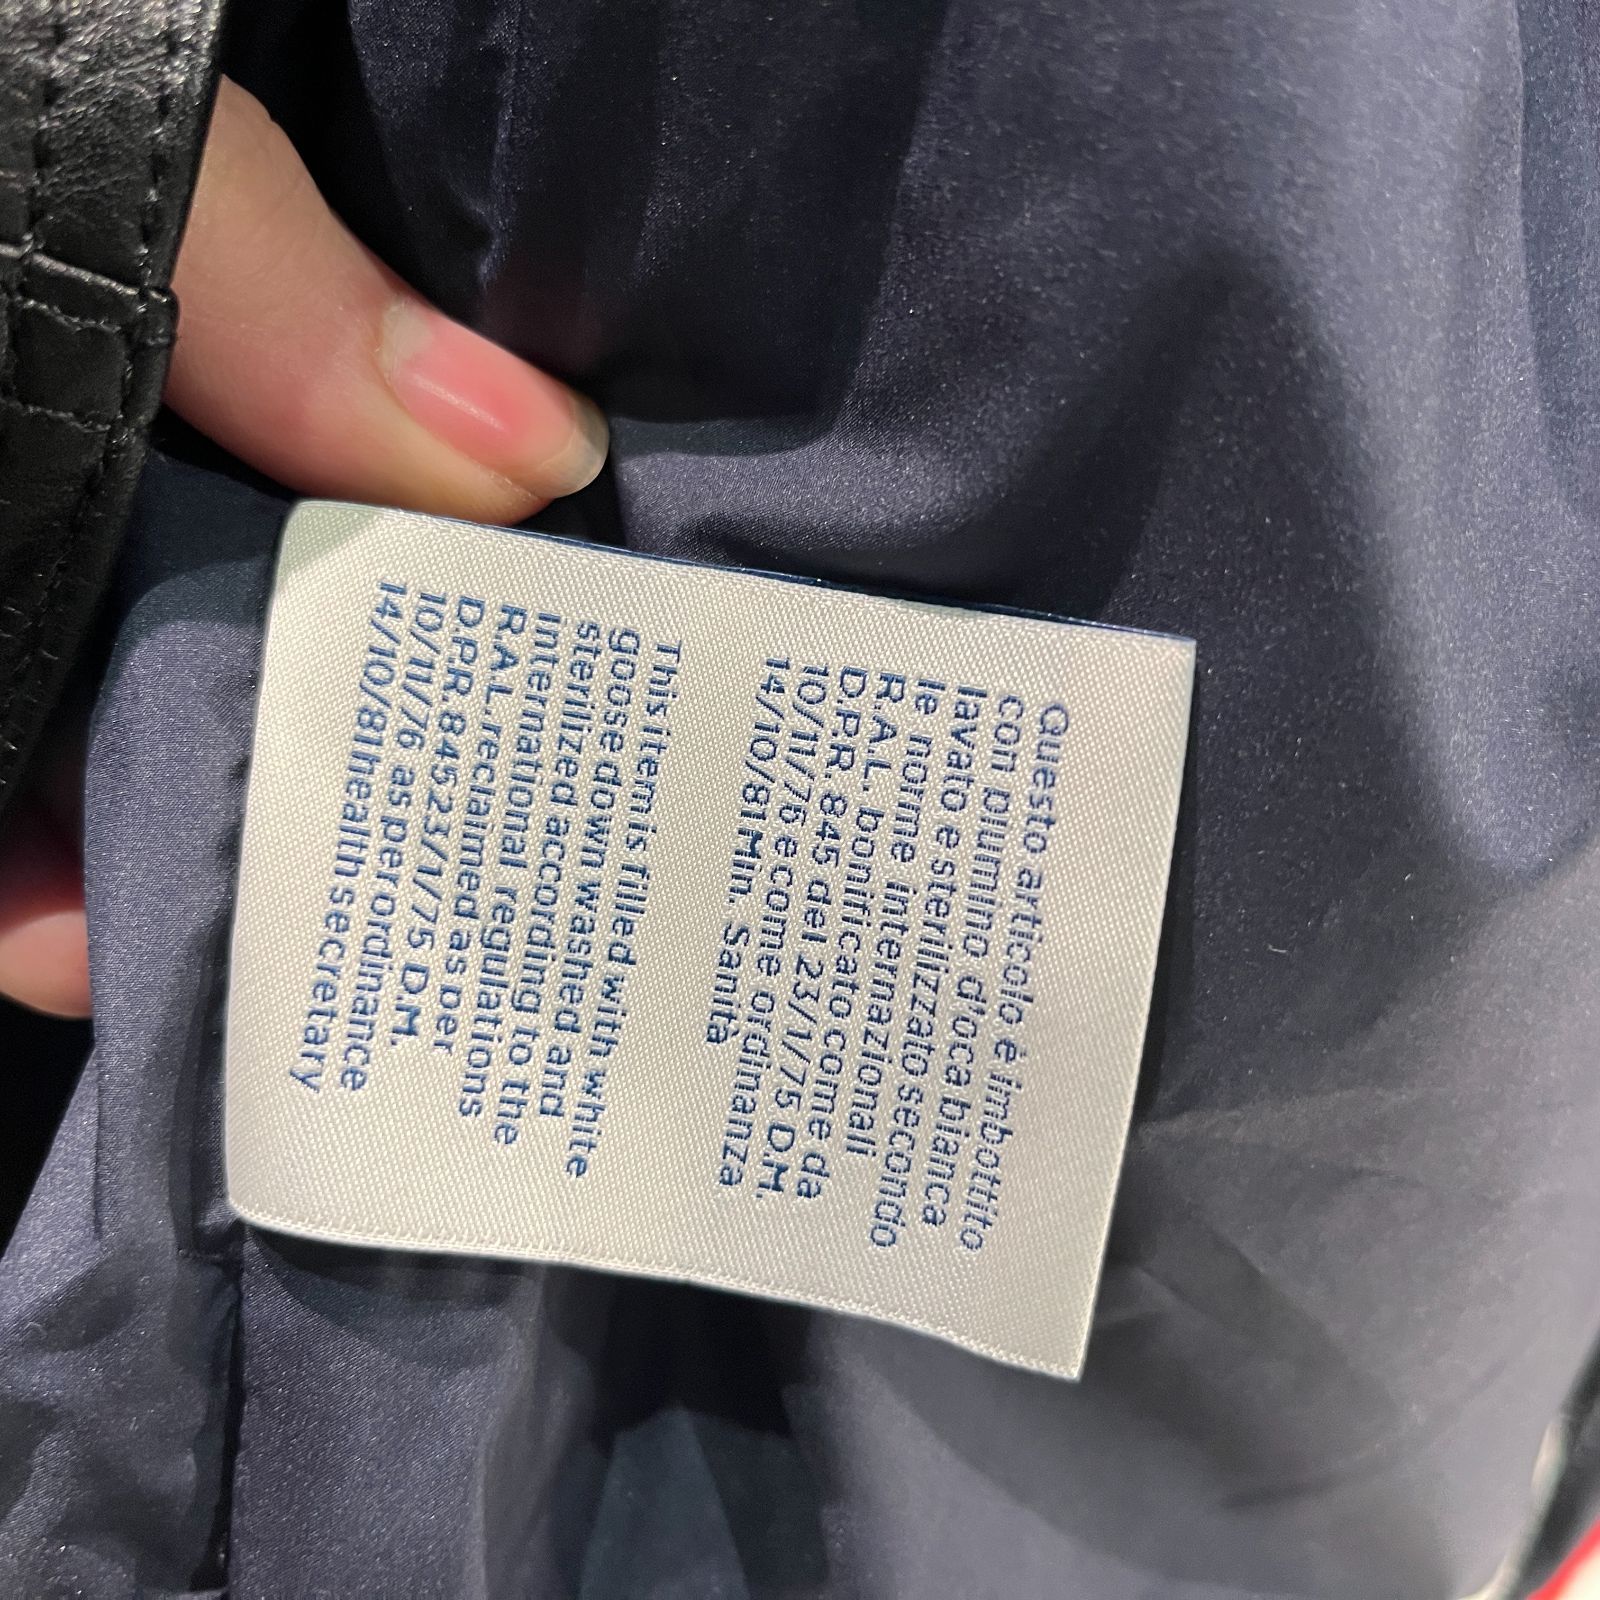 Questo articolo è imbottito
con piumino d'oca bianca
lavato e sterilizzato secondo
le norme internazionali
R.A.L. bonificato come da
D.P.R. 845 del 23/1/75 D.M.
10/11/76 e come ordinanza
14/10/81 Min. Sanità
This item is filled with white
goose down washed and
sterilized according to the
international regulations
R.A.L. reclaimed as per
D.P.R. 845 23/1/75 D.M.
10/11/76 as per ordinance
14/10/81 health secretary